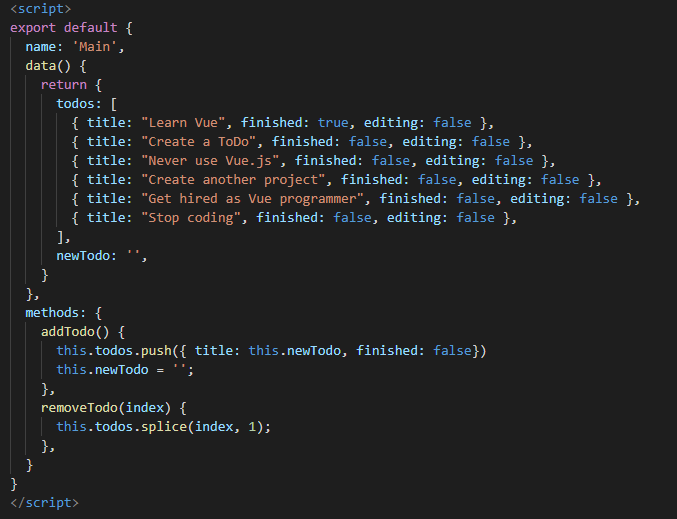 <script>
export default {
  name: 'Main',
  data() {
    return {
      todos: [
        { title: "Learn Vue", finished: true, editing: false },
        { title: "Create a ToDo", finished: false, editing: false },
        { title: "Never use Vue.js", finished: false, editing: false },
        { title: "Create another project", finished: false, editing: false },
        { title: "Get hired as Vue programmer", finished: false, editing: false },
        { title: "Stop coding", finished: false, editing: false },
      ],
      newTodo: '',
    }
  },
  methods: {
    addTodo() {
      this.todos.push({ title: this.newTodo, finished: false})
      this.newTodo = '';
    },
    removeTodo(index) {
      this.todos.splice(index, 1);
    },
  }
}
</script>